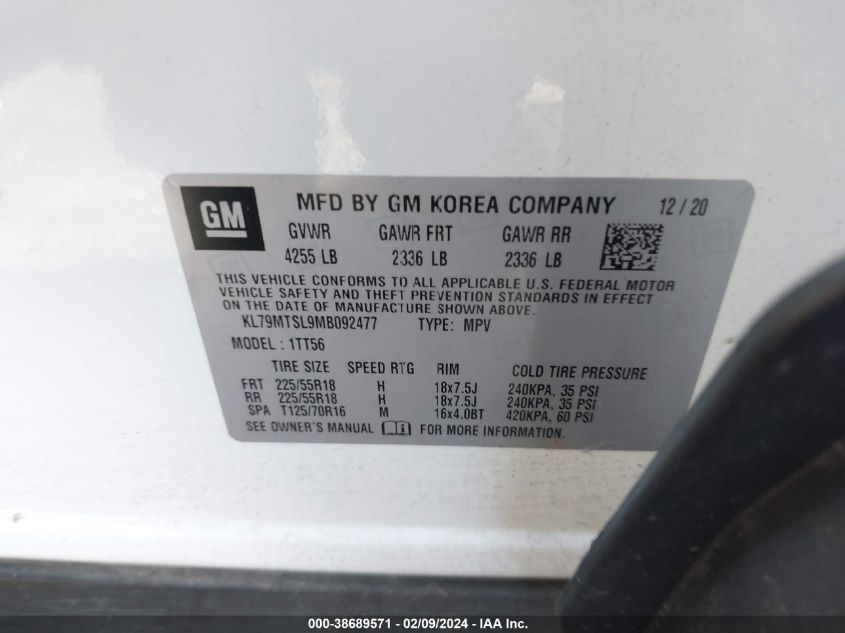 GM MFD BY GM KOREA COMPANY 12/20
GVWR GAWR FRT GAWR RR
4255 LB 2336 LB 2336 LB
THIS VEHICLE CONFORMS TO ALL APPLICABLE U.S. FEDERAL MOTOR
VEHICLE SAFETY AND THEFT PREVENTION STANDARDS IN EFFECT
ON THE DATE OF MANUFACTURE SHOWN ABOVE.
KL79MTSL9MB092477 TYPE: MPV
MODEL: 1TT56
TIRE SIZE SPEED RTG RIM COLD TIRE PRESSURE
FRT 225/55R18 H 18x7.5J 240KPA, 35 PSI
RR 225/55R18 H 18x7.5J 240KPA, 35 PSI
SPA T125/70R16 M 16x4.0BT 420KPA, 60 PSI
SEE OWNER'S MANUAL i FOR MORE INFORMATION.
000-38689571 - 02/09/2024 - IAA, Inc.